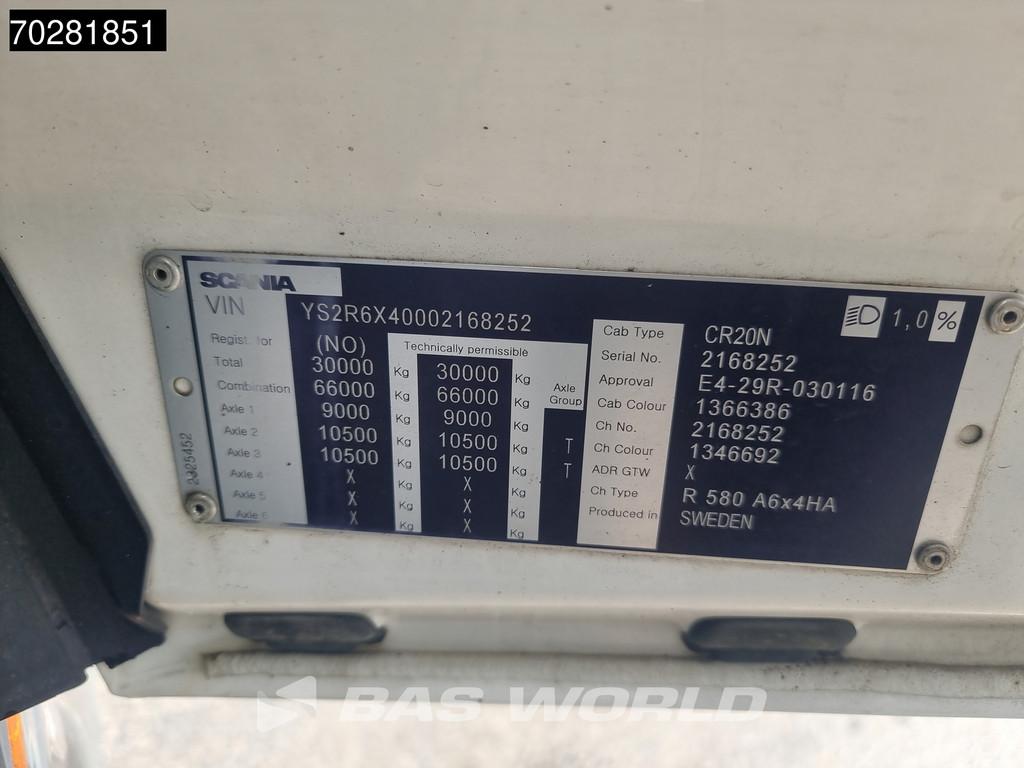 70281851
SCANIA
VIN YS2R6X40002168252
Regist. for (NO) Technically permissible
Total 30000 Kg 30000 Kg
Combination 66000 Kg 66000 Kg Axle Group
Axle 1 9000 Kg 9000 Kg
Axle 2 10500 Kg 10500 Kg T
Axle 3 10500 Kg 10500 Kg T
Axle 4 X Kg X Kg
Axle 5 X Kg X Kg
Axle 6 X Kg X Kg
Cab Type CR20N 1,0 %
Serial No. 2168252
Approval E4-29R-030116
Cab Colour 1366386
Ch No. 2168252
Ch Colour 1346692
ADR GTW X
Ch Type R 580 A6x4HA
Produced in SWEDEN
BAS WORLD